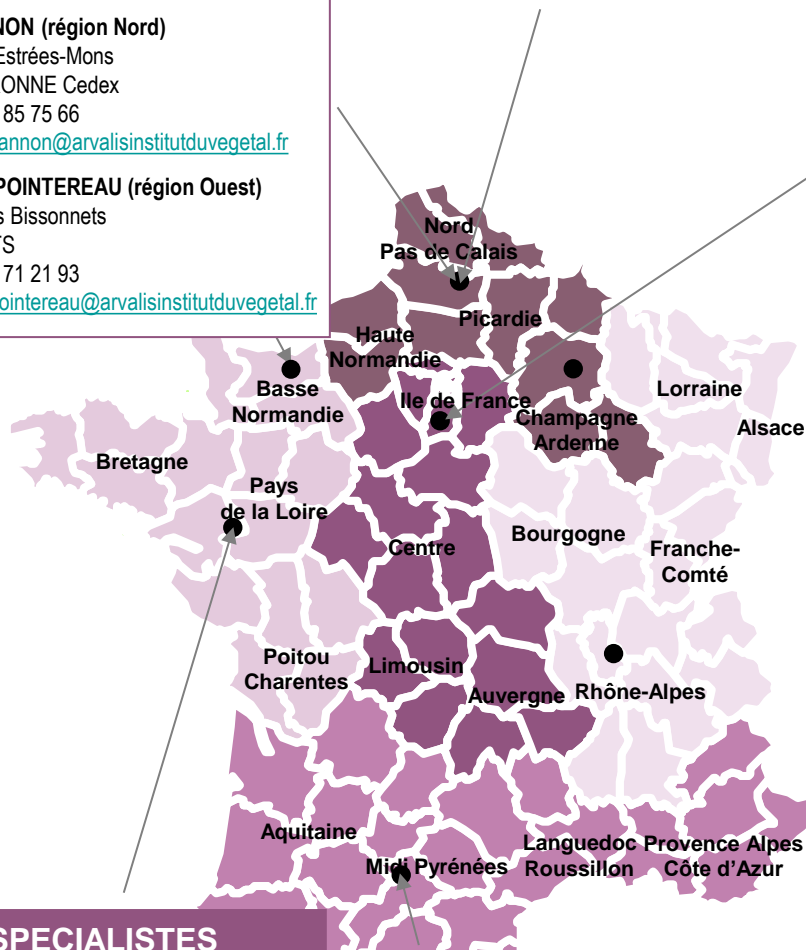 NON (région Nord)
Estrées-Mons
ONNE Cedex
85 75 66
annon@arvalisinstitutduvegetal.fr
POINTEREAU (région Ouest)
s Bissonnets
TS
71 21 93
ointereau@arvalisinstitutduvegetal.fr
Nord
Pas de Calais
Picardie
Haute
Normandie
Basse
Normandie
Ile de France
Champagne
Ardenne
Lorraine
Alsace
Bretagne
Pays
de la Loire
Centre
Bourgogne
Franche-
Comté
Poitou
Charentes
Limousin
Auvergne
Rhône-Alpes
Aquitaine
Midi Pyrénées
Languedoc
Roussillon
Provence Alpes
Côte d'Azur
SPECIALISTES